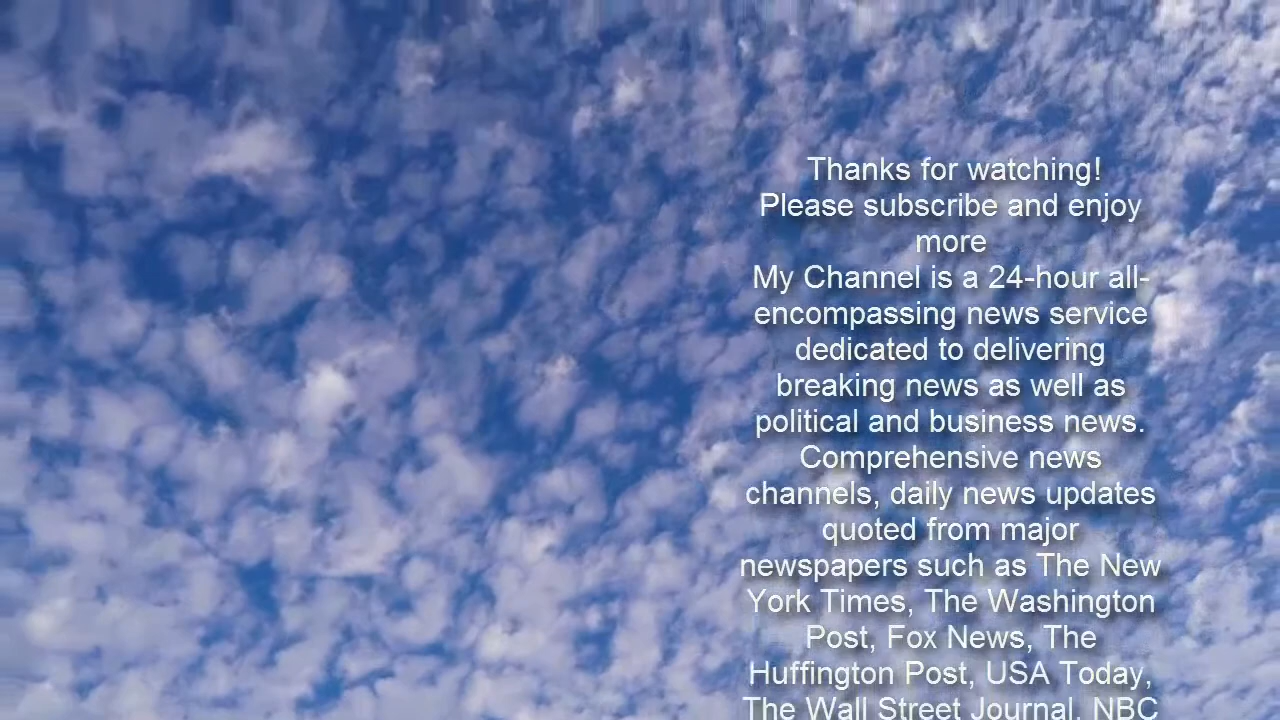 Thanks for watching!
Please subscribe and enjoy
more
My Channel is a 24-hour all-
encompassing news service
dedicated to delivering
breaking news as well as
political and business news.
Comprehensive news
channels, daily news updates
quoted from major
newspapers such as The New
York Times, The Washington
Post, Fox News, The
Huffington Post, USA Today,
The Wall Street Journal, NBC